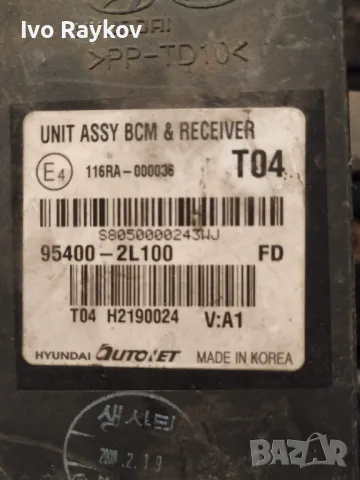 Ivo Raykov
>PP-TD10<
UNIT ASSY BCM & RECEIVER
E4 116RA-000036 T04
S8050000243WJ
95400-2L100 FD
T04 H2190024 V:A1
HYUNDAI AUTONET MADE IN KOREA
BAZAR